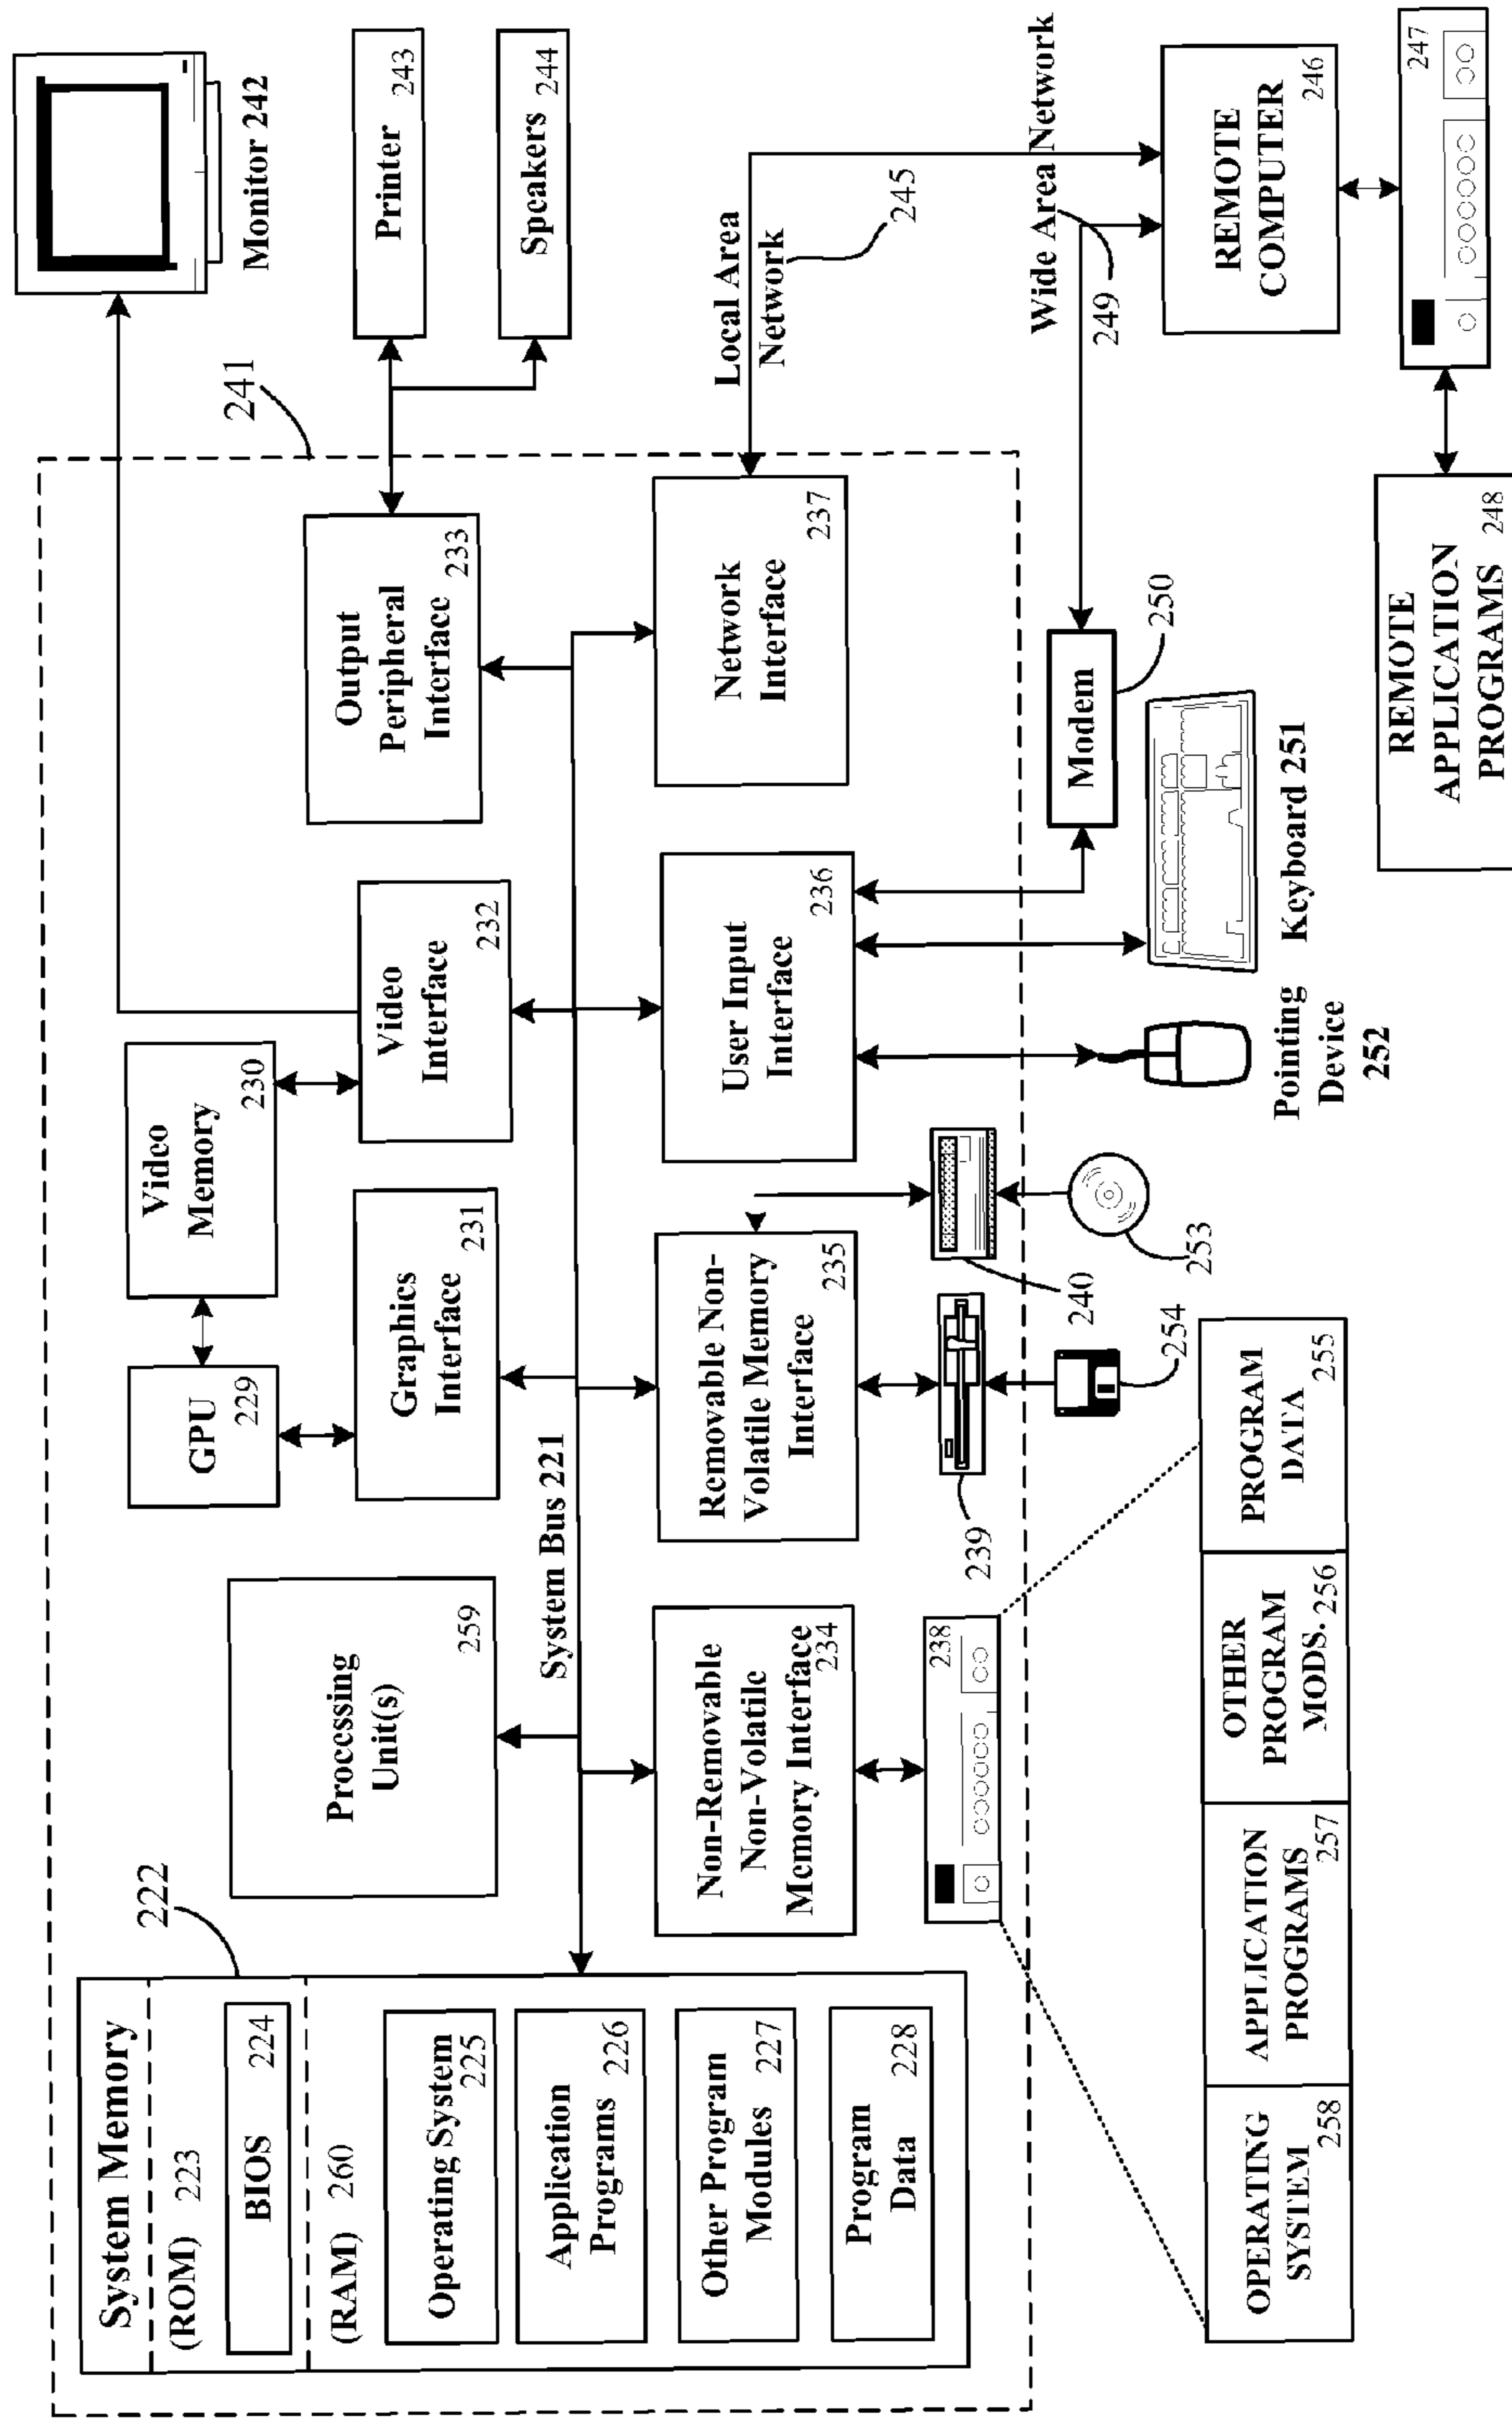 System Memory
(ROM) 223
BIOS 224
222
(RAM) 260
Operating System
225
Application
Programs 226
Other Program
Modules 227
Program
Data 228
Processing
Unit(s)
259
System Bus 221
GPU
229
Video
Memory
230
Graphics
Interface
231
Video
Interface
232
Output
Peripheral
Interface
233
241
Monitor 242
Printer
243
Speakers
244
Non-Removable
Non-Volatile
Memory Interface
234
Removable Non-
Volatile Memory
Interface
235
User Input
Interface
236
Network
Interface
237
Local Area
Network
245
238
239
240
254
253
Pointing
Device
252
Keyboard 251
Modem
250
Wide Area Network
249
REMOTE
COMPUTER
246
247
REMOTE
APPLICATION
PROGRAMS
248
OPERATING
SYSTEM
258
APPLICATION
PROGRAMS
257
OTHER
PROGRAM
MODS. 256
PROGRAM
DATA
255